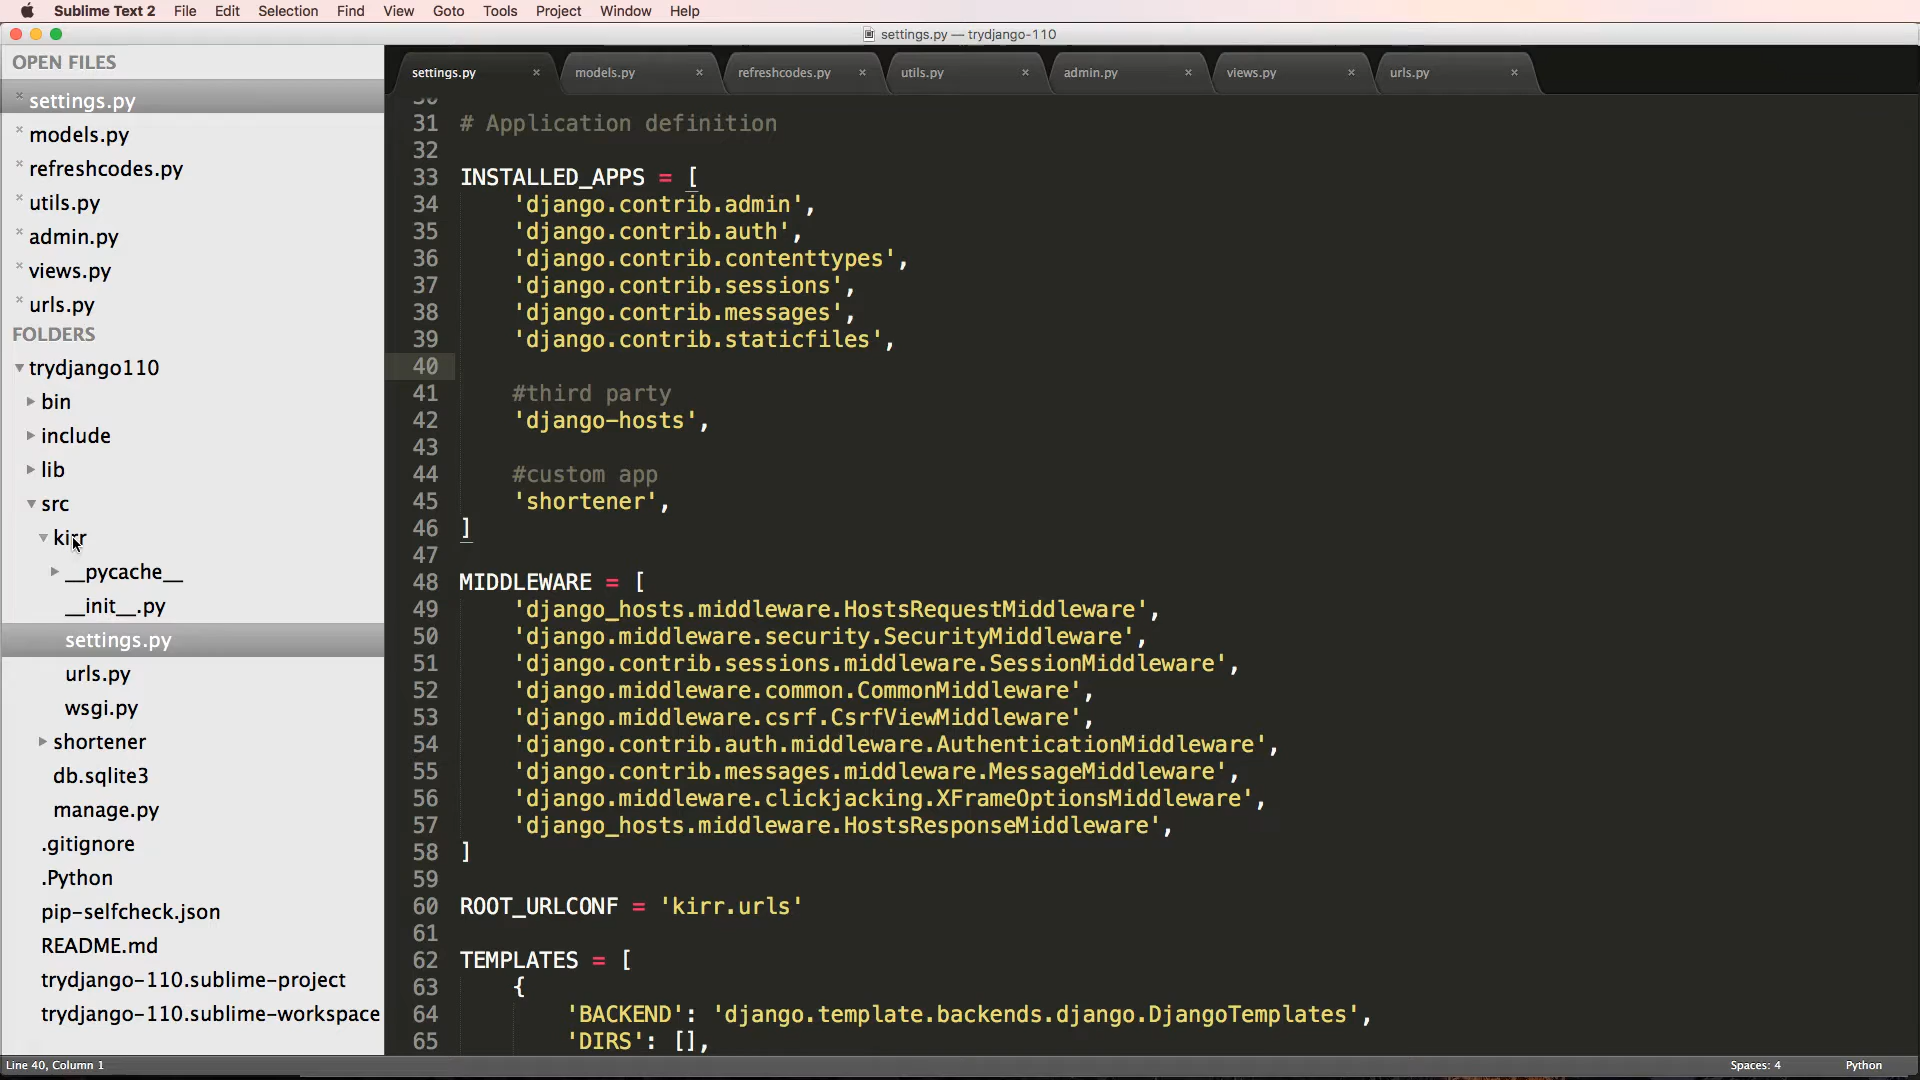 Sublime Text 2 File Edit Selection Find View Goto Tools Project Window Help
settings.py — trydjango-110
OPEN FILES
settings.py
models.py
refreshcodes.py
utils.py
admin.py
views.py
urls.py
FOLDERS
trydjango110
bin
include
lib
src
kirr
__pycache__
__init__.py
settings.py
urls.py
wsgi.py
shortener
db.sqlite3
manage.py
.gitignore
.Python
pip-selfcheck.json
README.md
trydjango-110.sublime-project
trydjango-110.sublime-workspace
settings.py × models.py × refreshcodes.py × utils.py × admin.py × views.py × urls.py ×
30
31 # Application definition
32
33 INSTALLED_APPS = [
34 'django.contrib.admin',
35 'django.contrib.auth',
36 'django.contrib.contenttypes',
37 'django.contrib.sessions',
38 'django.contrib.messages',
39 'django.contrib.staticfiles',
40
41 #third party
42 'django-hosts',
43
44 #custom app
45 'shortener',
46 ]
47
48 MIDDLEWARE = [
49 'django_hosts.middleware.HostsRequestMiddleware',
50 'django.middleware.security.SecurityMiddleware',
51 'django.contrib.sessions.middleware.SessionMiddleware',
52 'django.middleware.common.CommonMiddleware',
53 'django.middleware.csrf.CsrfViewMiddleware',
54 'django.contrib.auth.middleware.AuthenticationMiddleware',
55 'django.contrib.messages.middleware.MessageMiddleware',
56 'django.middleware.clickjacking.XFrameOptionsMiddleware',
57 'django_hosts.middleware.HostsResponseMiddleware',
58 ]
59
60 ROOT_URLCONF = 'kirr.urls'
61
62 TEMPLATES = [
63 {
64 'BACKEND': 'django.template.backends.django.DjangoTemplates',
65 'DIRS': [],
Line 40, Column 1 Spaces: 4 Python